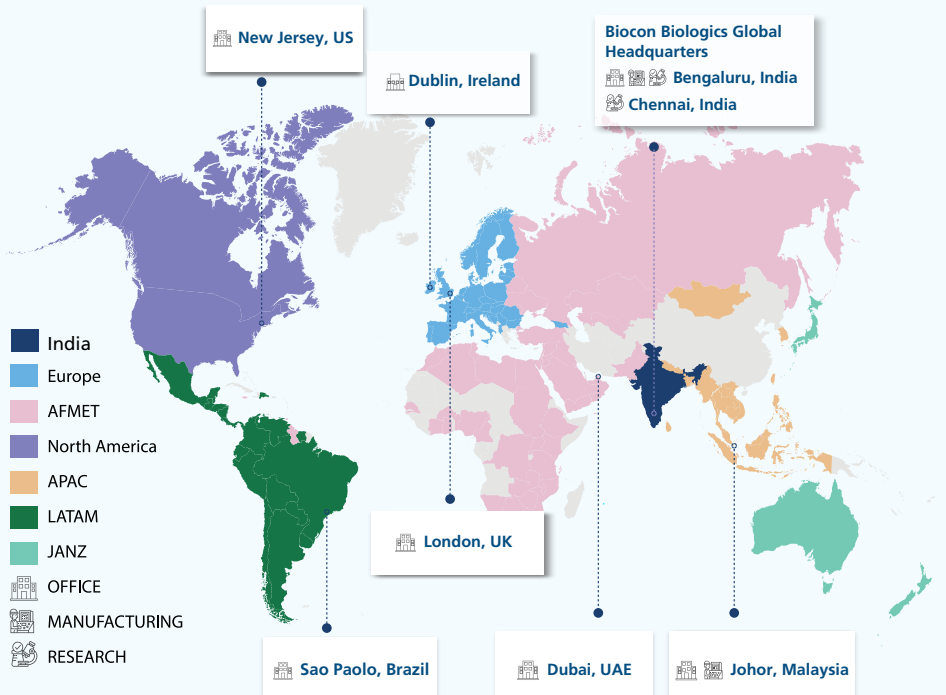 New Jersey, US
Dublin, Ireland
Biocon Biologics Global
Headquarters
Bengaluru, India
Chennai, India
India
Europe
AFMET
North America
APAC
LATAM
JANZ
OFFICE
MANUFACTURING
RESEARCH
London, UK
Sao Paolo, Brazil
Dubai, UAE
Johor, Malaysia